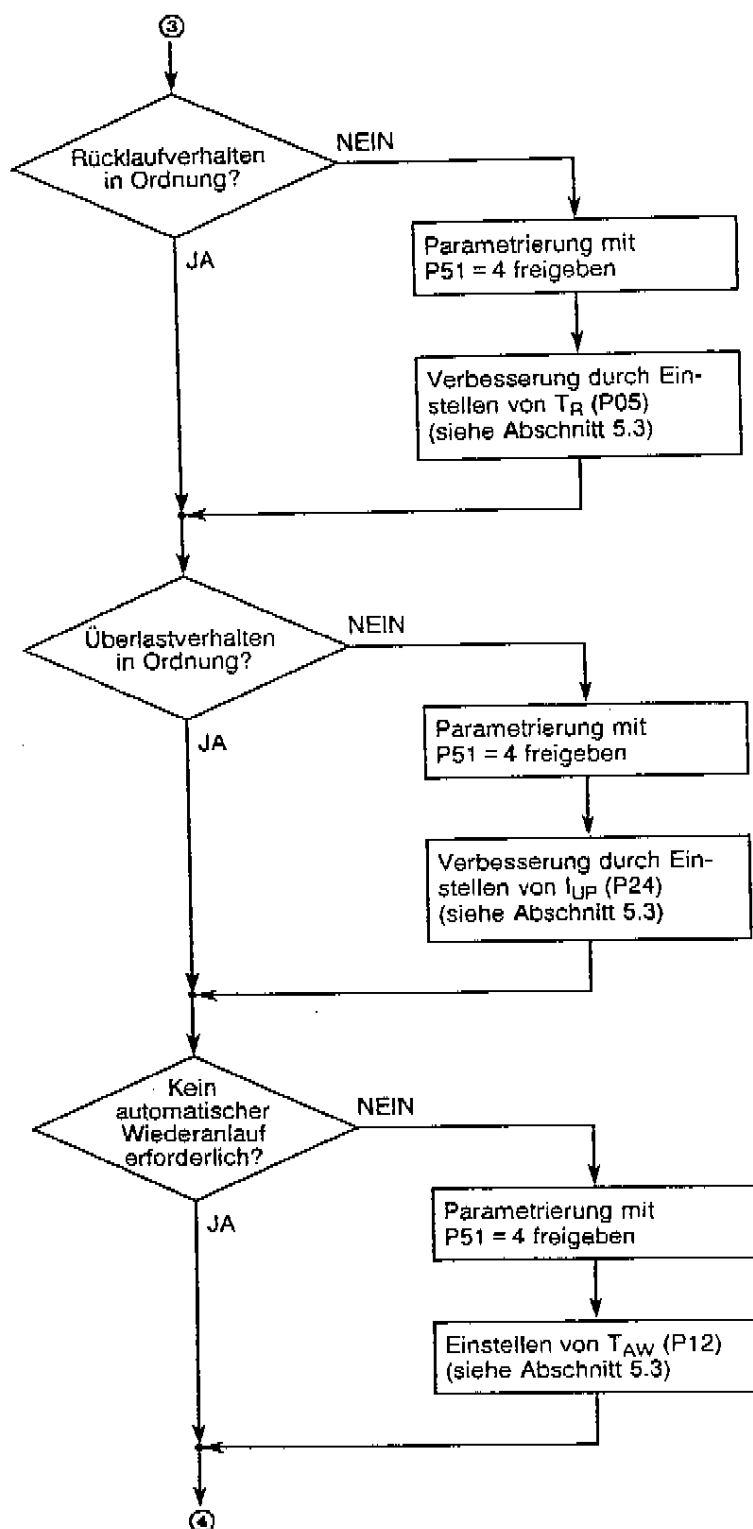 ③
Rücklaufverhalten
in Ordnung?
NEIN
JA
Parametrierung mit
P51 = 4 freigeben
Verbesserung durch Ein-
stellen von TR (P05)
(siehe Abschnitt 5.3)
Überlastverhalten
in Ordnung?
NEIN
JA
Parametrierung mit
P51 = 4 freigeben
Verbesserung durch Ein-
stellen von IUP (P24)
(siehe Abschnitt 5.3)
Kein
automatischer
Wiederanlauf
erforderlich?
NEIN
JA
Parametrierung mit
P51 = 4 freigeben
Einstellen von TAW (P12)
(siehe Abschnitt 5.3)
④